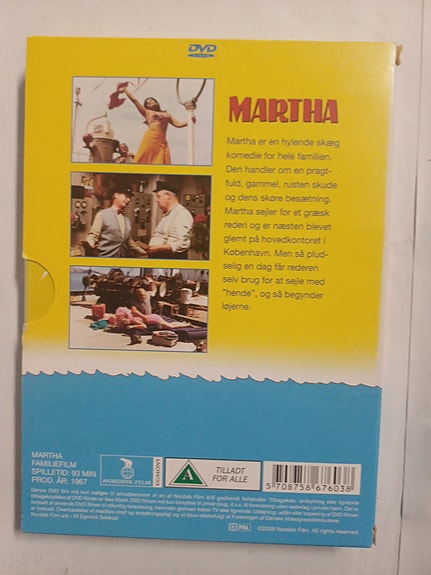 DVD
VIDEO
MARTHA
Martha er en hylende skæg
komedie for hele familien.
Den handler om en pragt-
fuld, gammel, rusten skude
og dens skøre besætning.
Martha sejler for et græsk
rederi og er næsten blevet
glemt på hovedkontoret i
København. Men så plud-
selig en dag får rederen
selv brug for at sejle med
"hende", og så begynder
løjerne.
MARTHA
FAMILIEFILM
SPILLETID: 93 MIN
PROD. ÅR: 1967
NORDISK FILM
EGMONT
A
TILLADT
FOR ALLE
5 708758 676038
PAL
©2008 Nordisk Film. All rights reserved